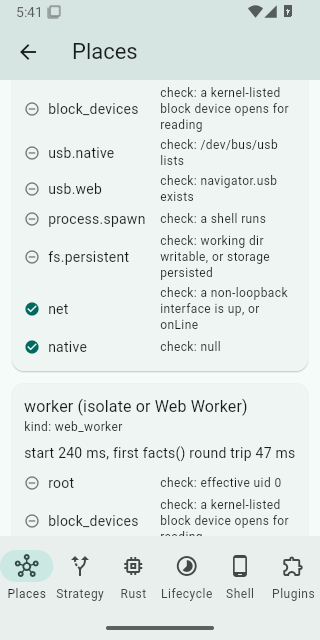 5:41
Places
check: a kernel-listed
block device opens for
reading
block_devices
check: /dev/bus/usb
lists
usb.native
check: navigator.usb
exists
usb.web
process.spawn
check: a shell runs
check: working dir
writable, or storage
persisted
fs.persistent
check: a non-loopback
interface is up, or
onLine
net
native
check: null
worker (isolate or Web Worker)
kind: web_worker
start 240 ms, first facts() round trip 47 ms
root
check: effective uid 0
check: a kernel-listed
block device opens for
reading
block_devices
Places
Strategy
Rust
Lifecycle
Shell
Plugins